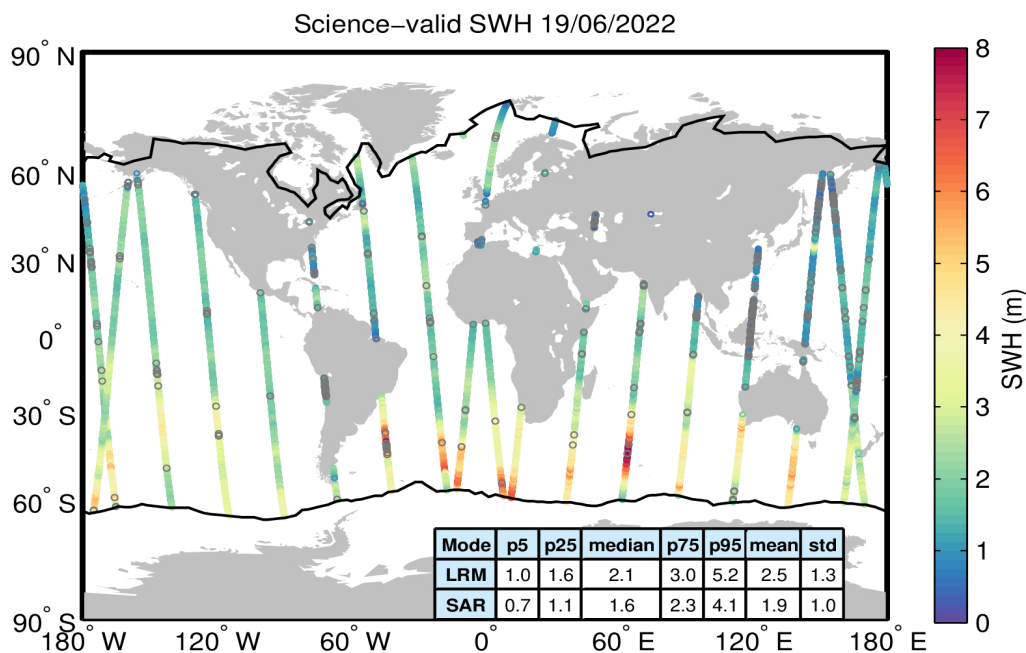 Science–valid SWH 19/06/2022
90° N
60° N
30° N
0°
30° S
60° S
90° S
180° W
120° W
60° W
0°
60° E
120° E
180° E
8
7
6
5
4
3
2
1
0
SWH (m)
Mode p5 p25 median p75 p95 mean std
LRM 1.0 1.6 2.1 3.0 5.2 2.5 1.3
SAR 0.7 1.1 1.6 2.3 4.1 1.9 1.0